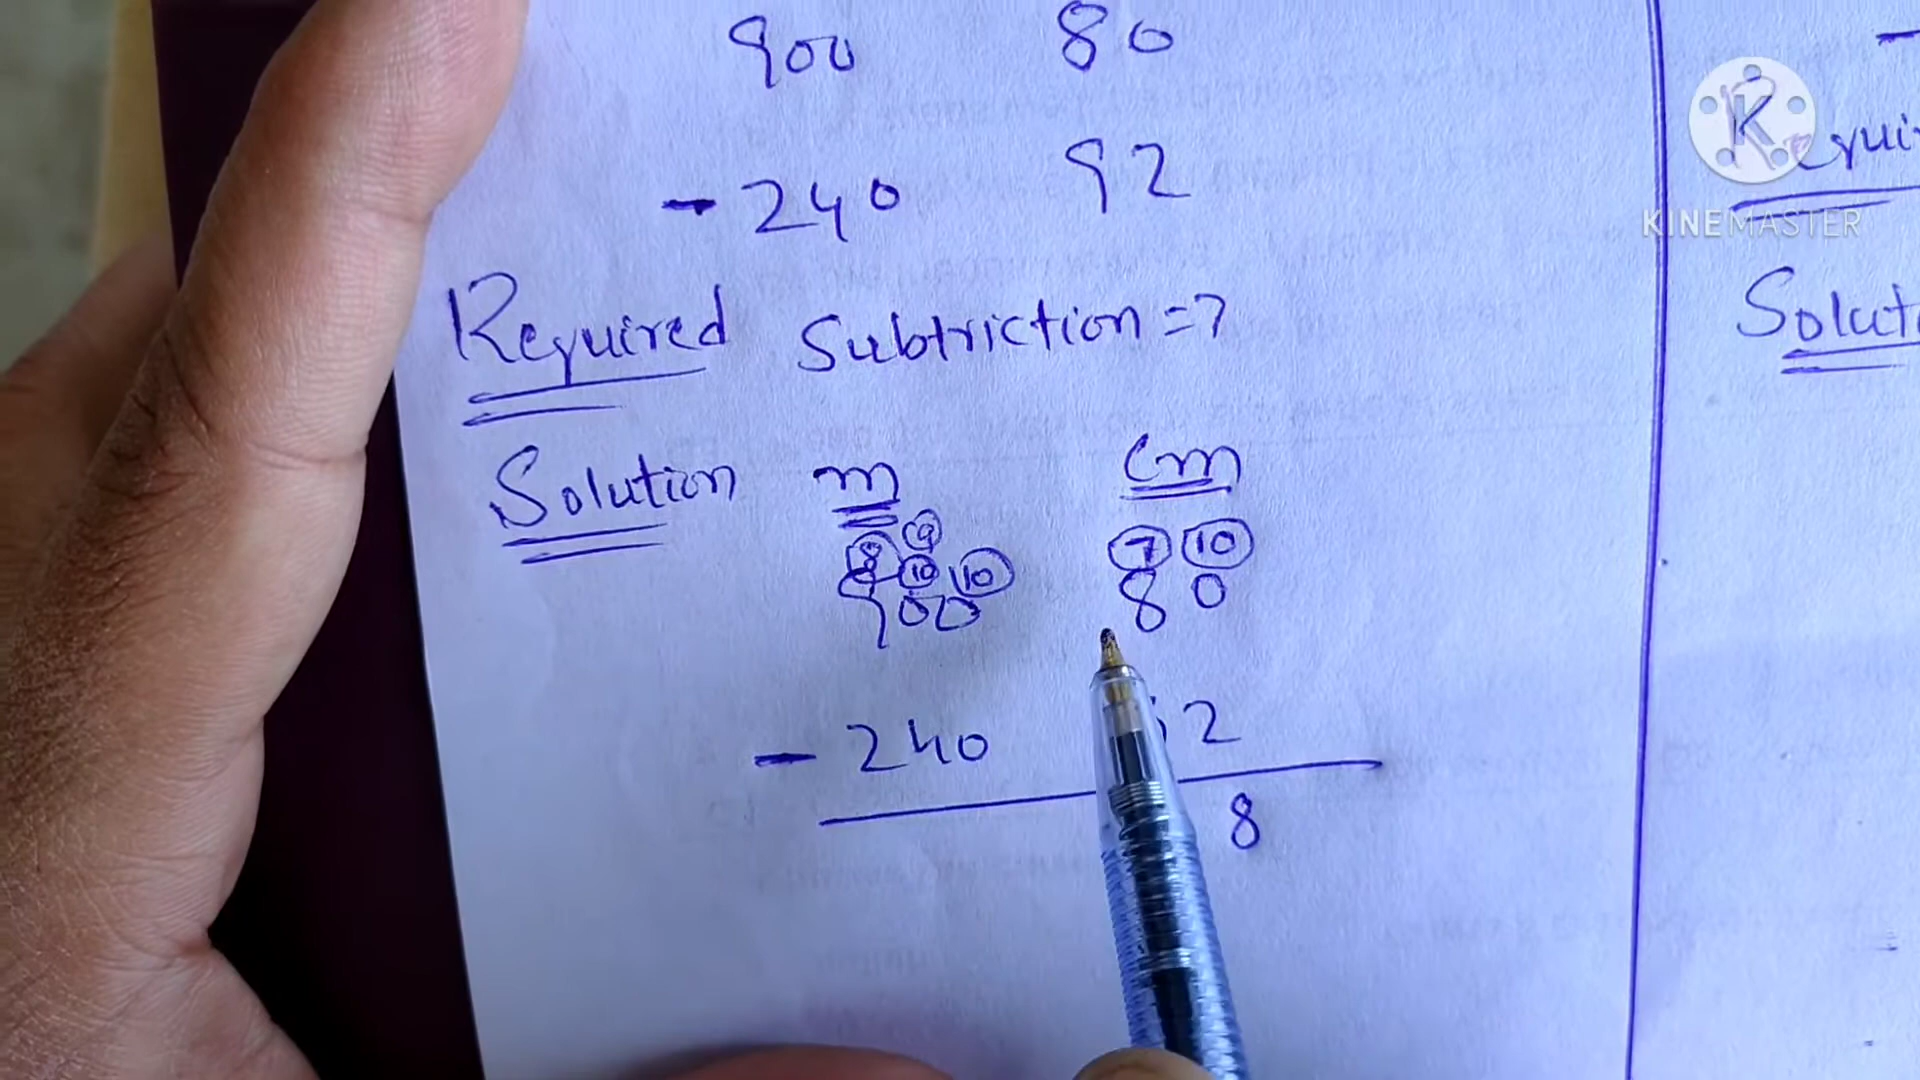 900 80
- 240 92
Required Subtriction = ?
Solution m cm
8 9
10 10 7 10
900 80
- 240 2
8
KINEMASTER
Solut